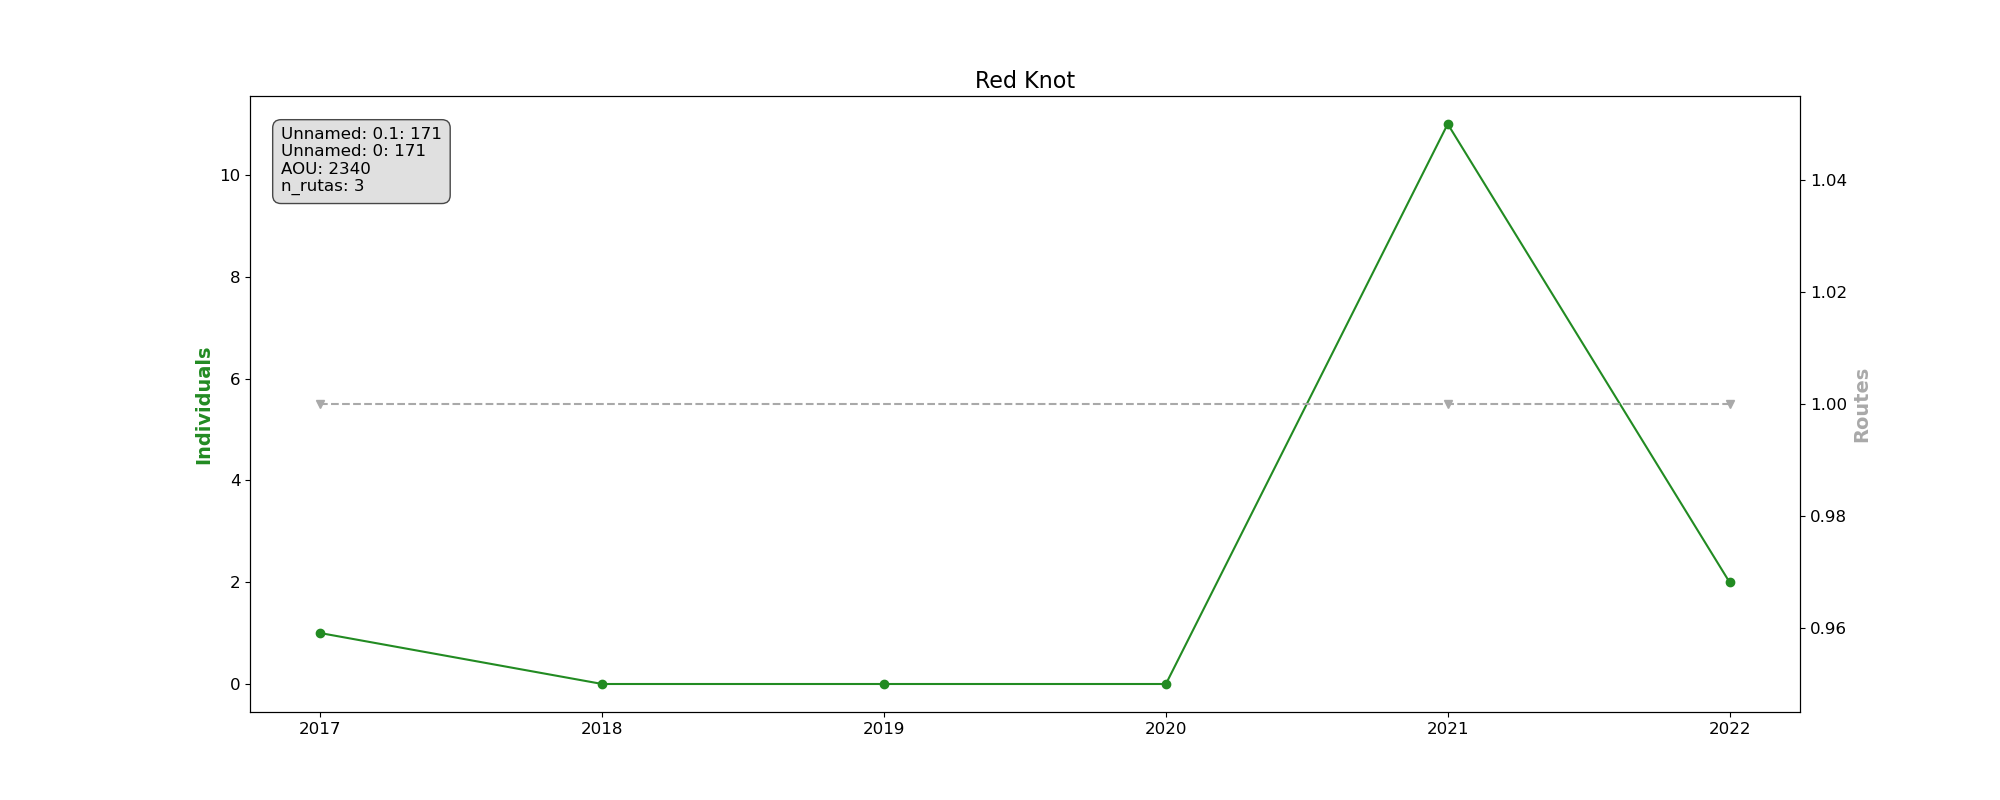 Red Knot
Unnamed: 0.1: 171
Unnamed: 0: 171
AOU: 2340
n_rutas: 3
Individuals
10
8
6
4
2
0
1.04
1.02
1.00
0.98
0.96
Routes
2017 2018 2019 2020 2021 2022